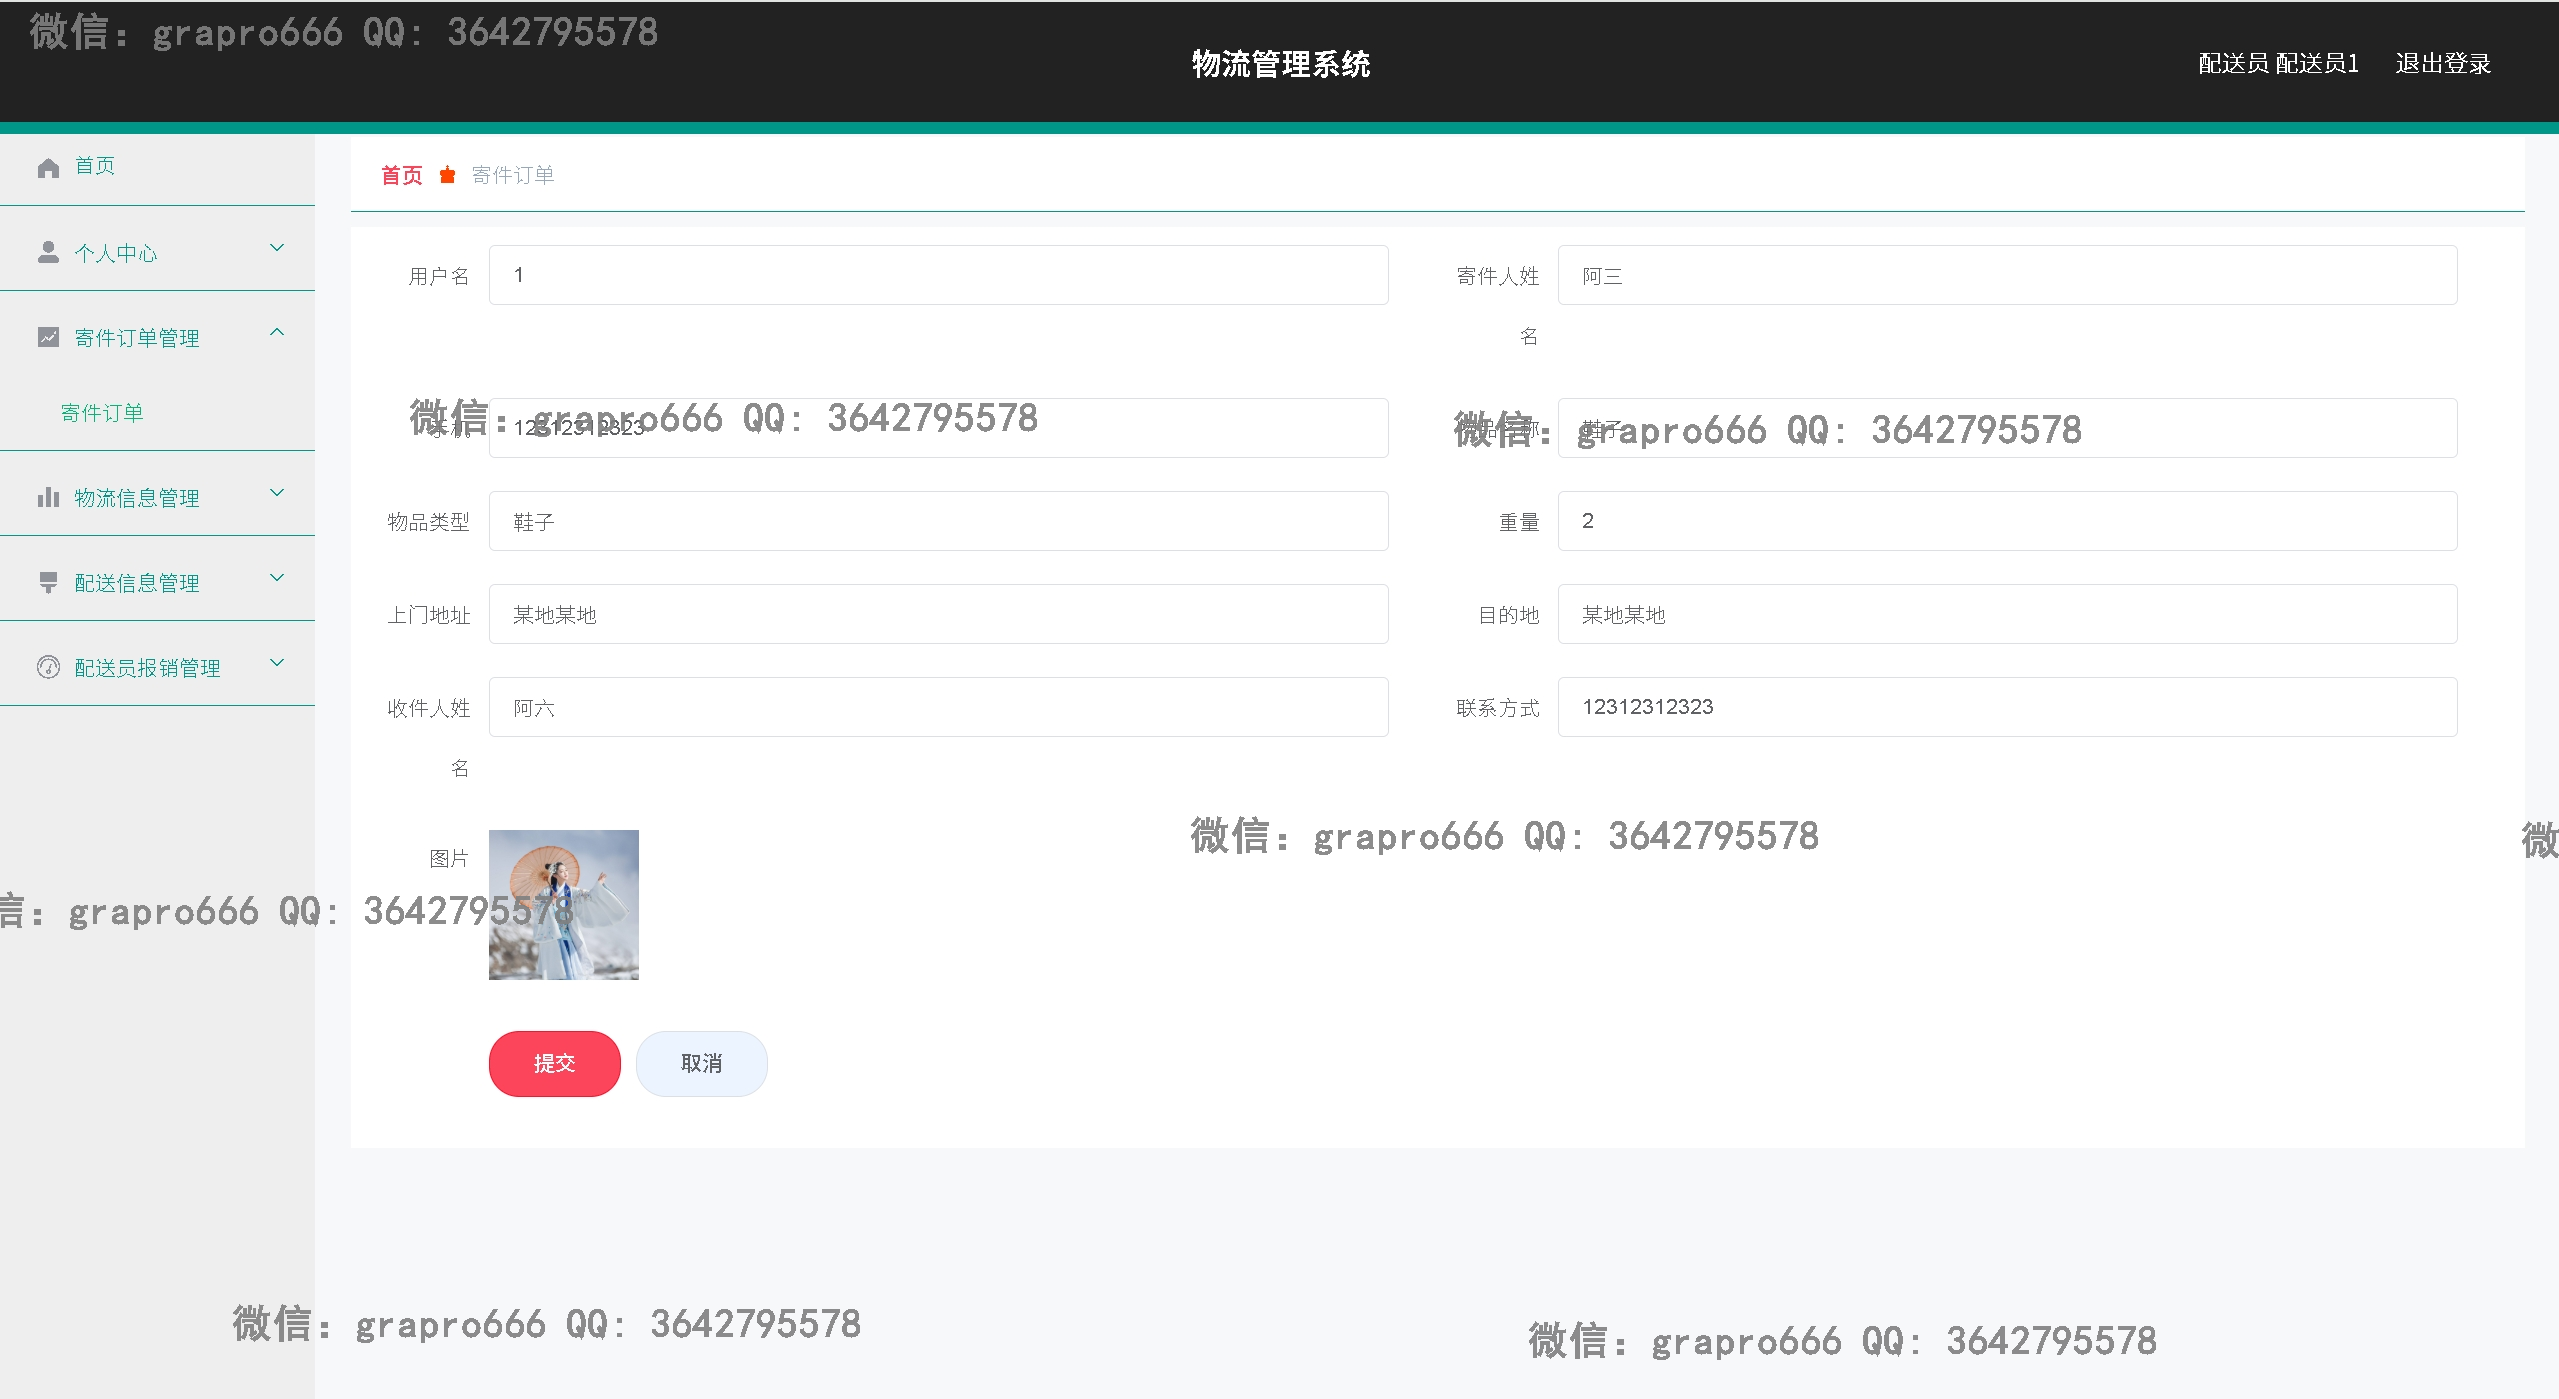 微信: grapro666 QQ: 3642795578
物流管理系统
配送员 配送员1 退出登录
首页
个人中心
寄件订单管理
寄件订单
物流信息管理
配送信息管理
配送员报销管理
首页 寄件订单
用户名 1
寄件人姓名 阿三
微信: grapro666 QQ: 3642795578
手机 12312312323
微信: grapro666 QQ: 3642795578
物品名称 鞋子
物品类型 鞋子
重量 2
上门地址 某地某地
目的地 某地某地
收件人姓名 阿六
联系方式 12312312323
微信: grapro666 QQ: 3642795578
微
图片
信: grapro666 QQ: 3642795578
提交 取消
微信: grapro666 QQ: 3642795578
微信: grapro666 QQ: 3642795578